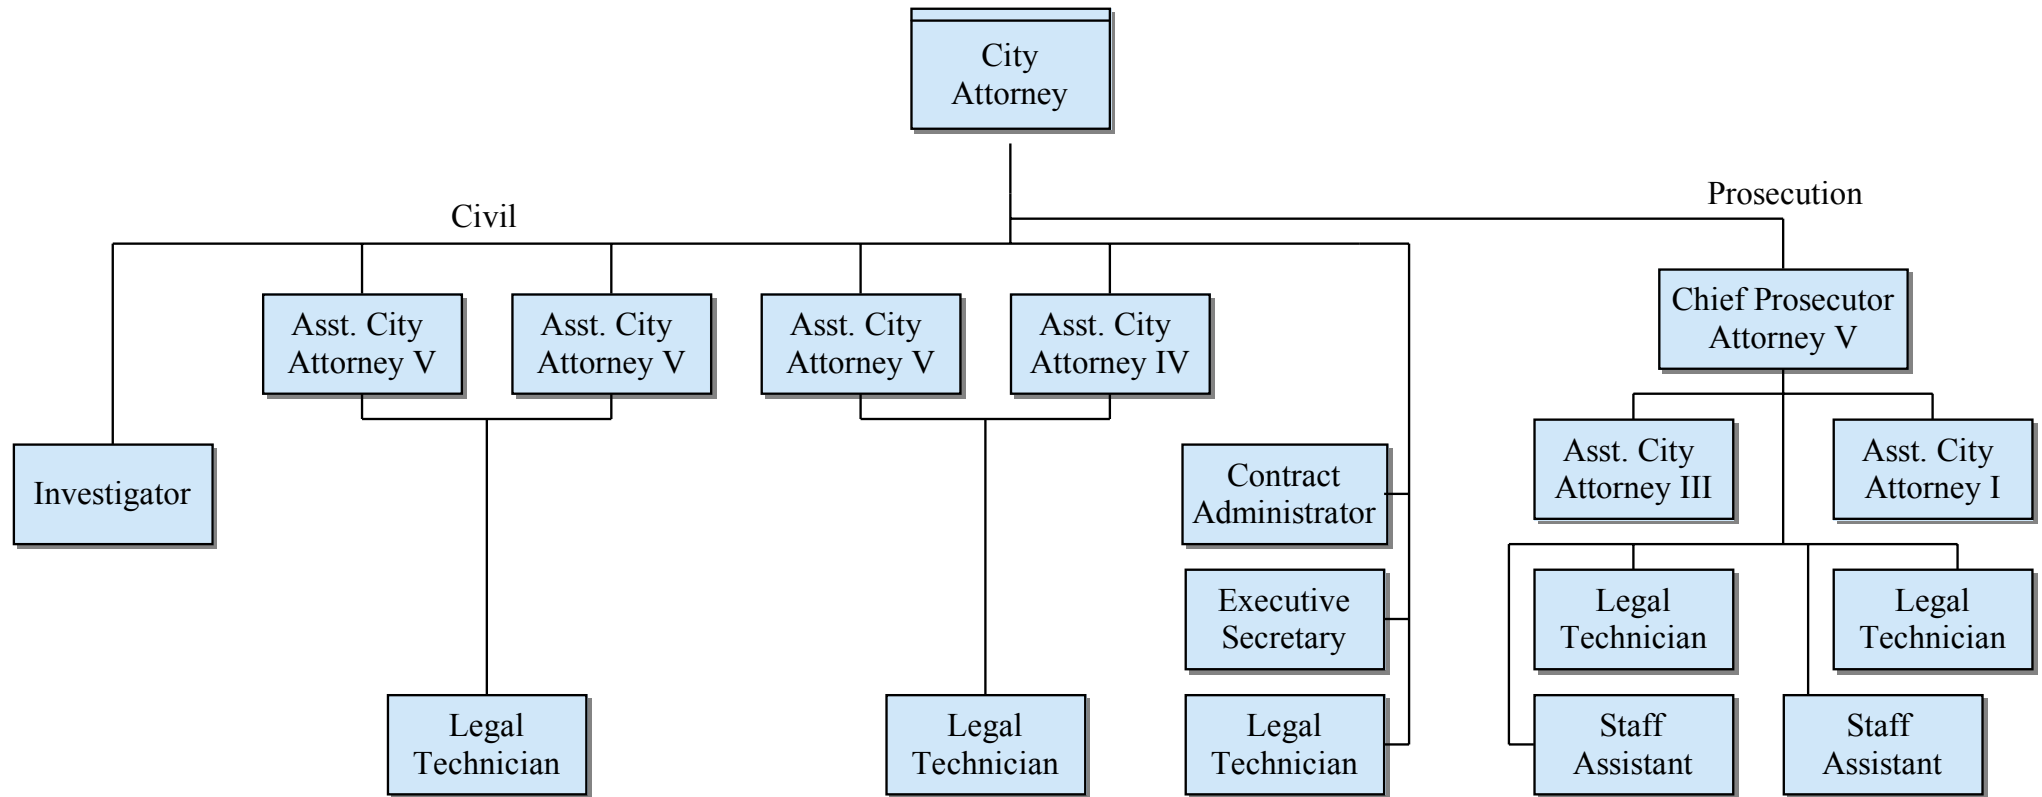 City
Attorney
Civil
Prosecution
Asst. City
Attorney V
Asst. City
Attorney V
Asst. City
Attorney V
Asst. City
Attorney IV
Chief Prosecutor
Attorney V
Investigator
Contract
Administrator
Asst. City
Attorney III
Asst. City
Attorney I
Executive
Secretary
Legal
Technician
Legal
Technician
Legal
Technician
Legal
Technician
Legal
Technician
Staff
Assistant
Staff
Assistant